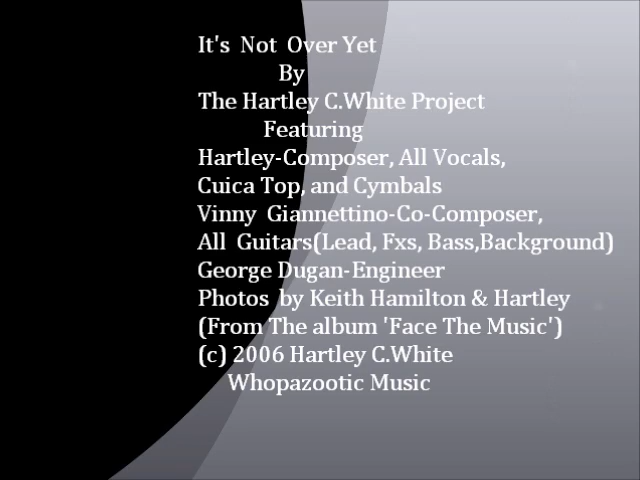 It's Not Over Yet
By
The Hartley C.White Project
Featuring
Hartley-Composer, All Vocals,
Cuica Top, and Cymbals
Vinny Giannettino-Co-Composer,
All Guitars(Lead, Fxs, Bass,Background)
George Dugan-Engineer
Photos by Keith Hamilton & Hartley
(From The album 'Face The Music')
(c) 2006 Hartley C.White
Whopazootic Music